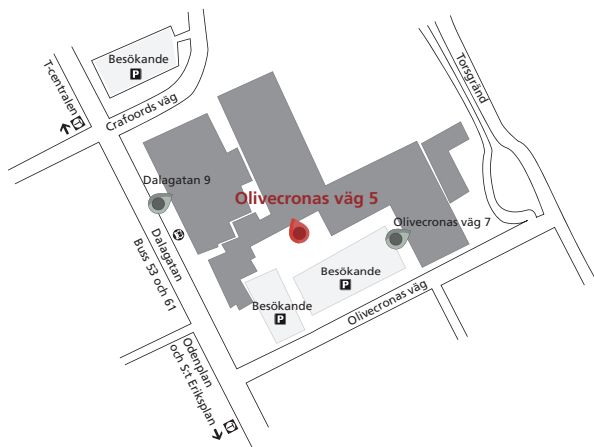 Besökande
P
T-centralen
T
Crafoords väg
Torsgränd
Dalagatan 9
Olivecronas väg 5
Olivecronas väg 7
Dalagatan
Buss 53 och 61
Besökande
P
Besökande
P
Olivecronas väg
Odenplan
och S:t Eriksplan
T